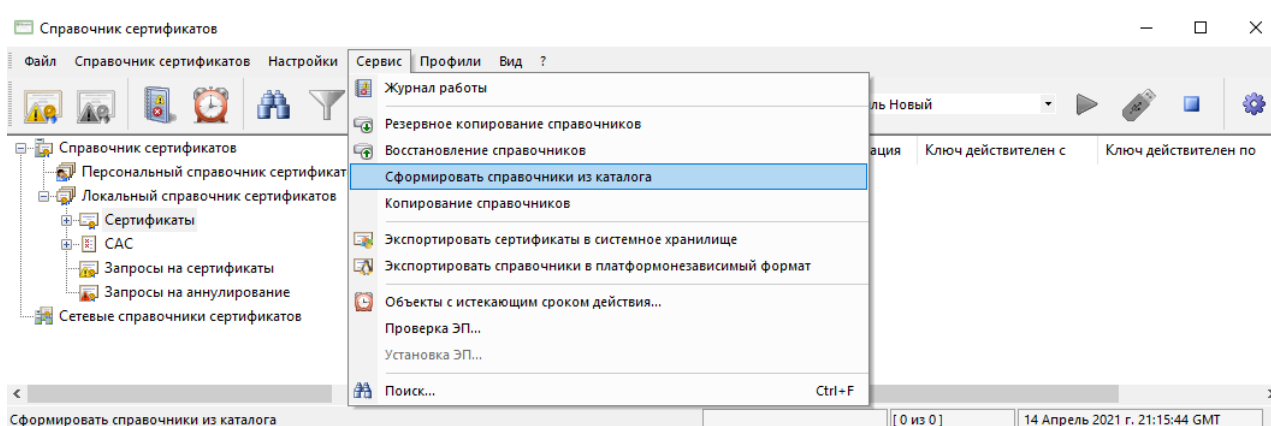 Справочник сертификатов
Файл Справочник сертификатов Настройки Сервис Профили Вид ?
Журнал работы
Резервное копирование справочников
Восстановление справочников
Сформировать справочники из каталога
Копирование справочников
Экспортировать сертификаты в системное хранилище
Экспортировать справочники в платформонезависимый формат
Объекты с истекающим сроком действия...
Проверка ЭП...
Установка ЭП...
Поиск... Ctrl+F
ль Новый
ация Ключ действителен с Ключ действителен по
Справочник сертификатов
Персональный справочник сертификат
Локальный справочник сертификатов
Сертификаты
САС
Запросы на сертификаты
Запросы на аннулирование
Сетевые справочники сертификатов
Сформировать справочники из каталога [ 0 из 0 ] 14 Апрель 2021 г. 21:15:44 GMT